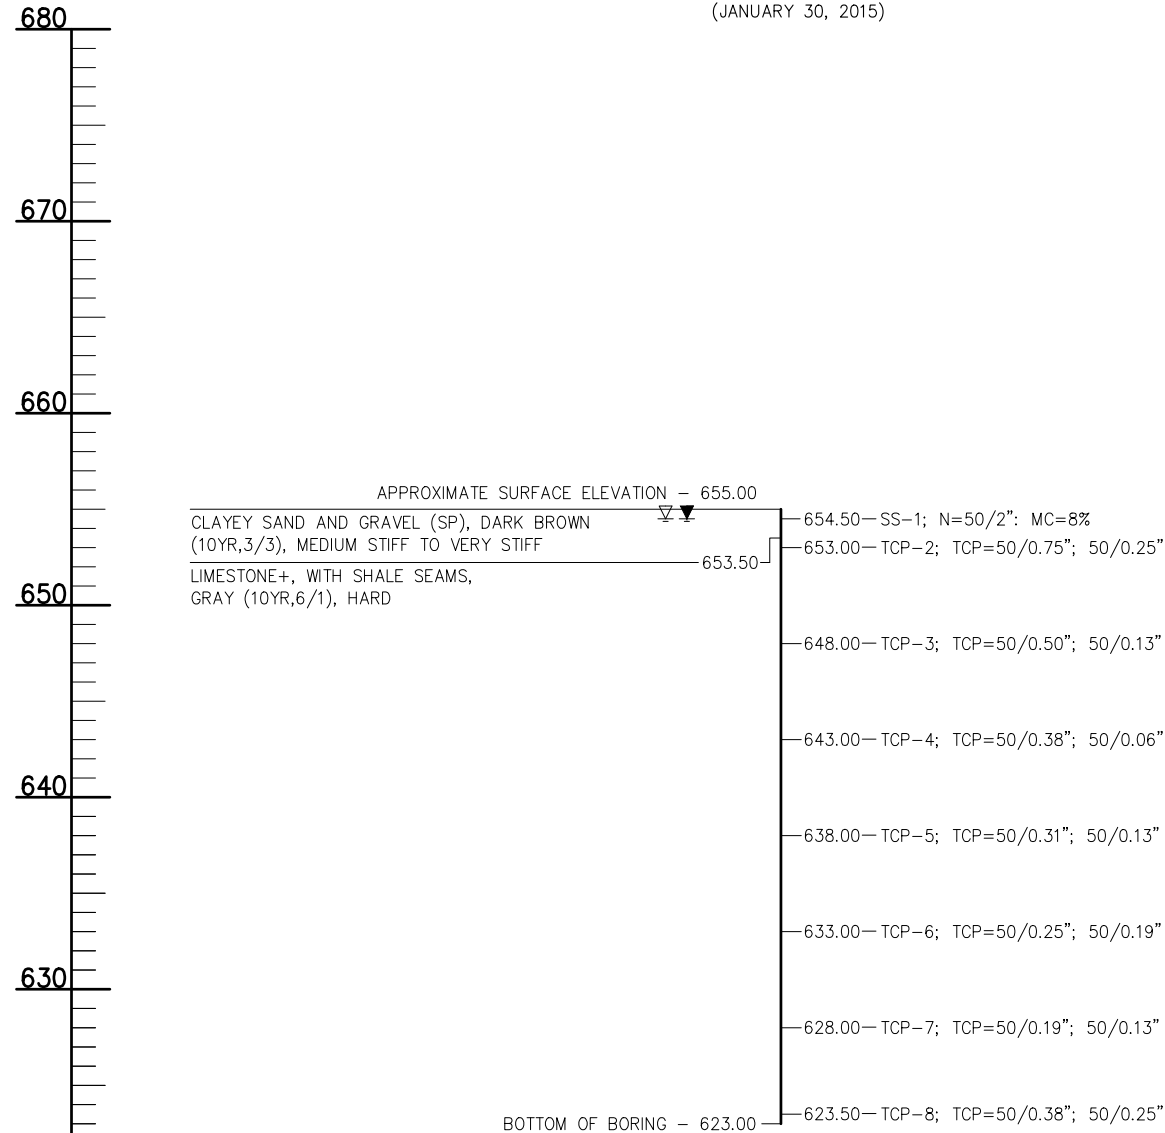 (JANUARY 30, 2015)
680
670
660
APPROXIMATE SURFACE ELEVATION – 655.00
CLAYEY SAND AND GRAVEL (SP), DARK BROWN
(10YR,3/3), MEDIUM STIFF TO VERY STIFF
654.50 SS–1; N=50/2": MC=8%
653.00 TCP–2; TCP=50/0.75"; 50/0.25"
653.50
LIMESTONE+, WITH SHALE SEAMS,
GRAY (10YR,6/1), HARD
650
648.00 TCP–3; TCP=50/0.50"; 50/0.13"
643.00 TCP–4; TCP=50/0.38"; 50/0.06"
640
638.00 TCP–5; TCP=50/0.31"; 50/0.13"
633.00 TCP–6; TCP=50/0.25"; 50/0.19"
630
628.00 TCP–7; TCP=50/0.19"; 50/0.13"
623.50 TCP–8; TCP=50/0.38"; 50/0.25"
BOTTOM OF BORING – 623.00